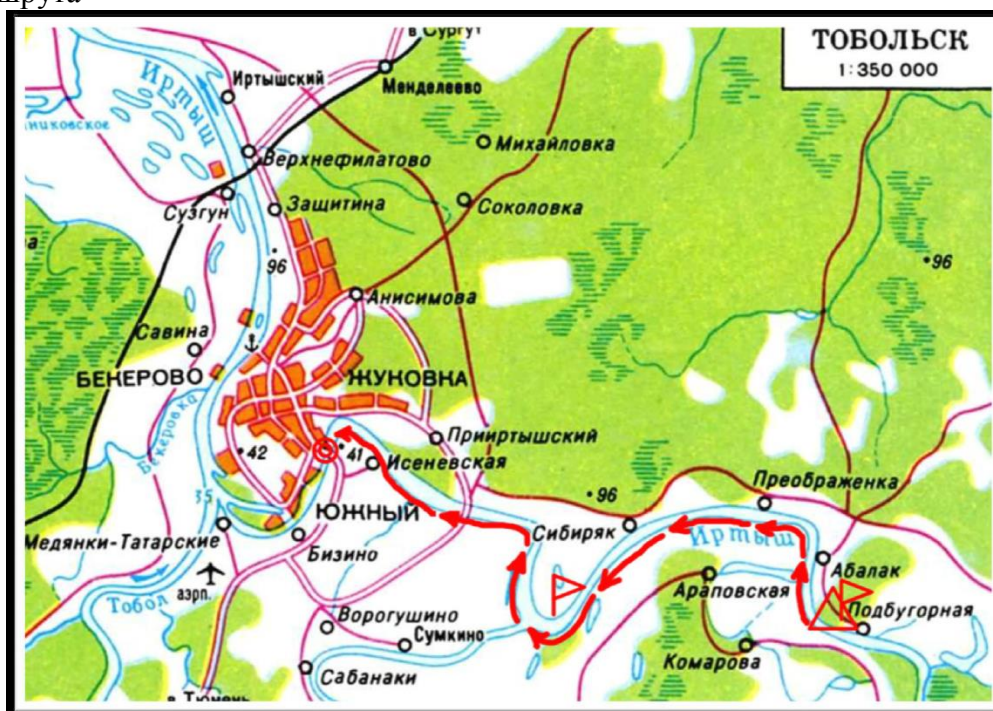 шрута
ТОБОЛЬСК
1:350 000
в Сургут
Иртыш
Иртышский
Менделеево
Михайловка
Верхнефилатово
Сузгун
Защитина
Соколовка
96
96
Анисимова
Савина
БЕКЕРОВО
ЖУКОВКА
Бекеровка
Прииртышский
42
41
Исеневская
Преображенка
96
35
ЮЖНЫЙ
Сибиряк
Медянки-Татарские
Бизино
Иртыш
Абалак
аэрп.
Араповская
Тобол
Подбугорная
Ворогушино
Сумкино
Комарова
Сабанаки
в Тюмень